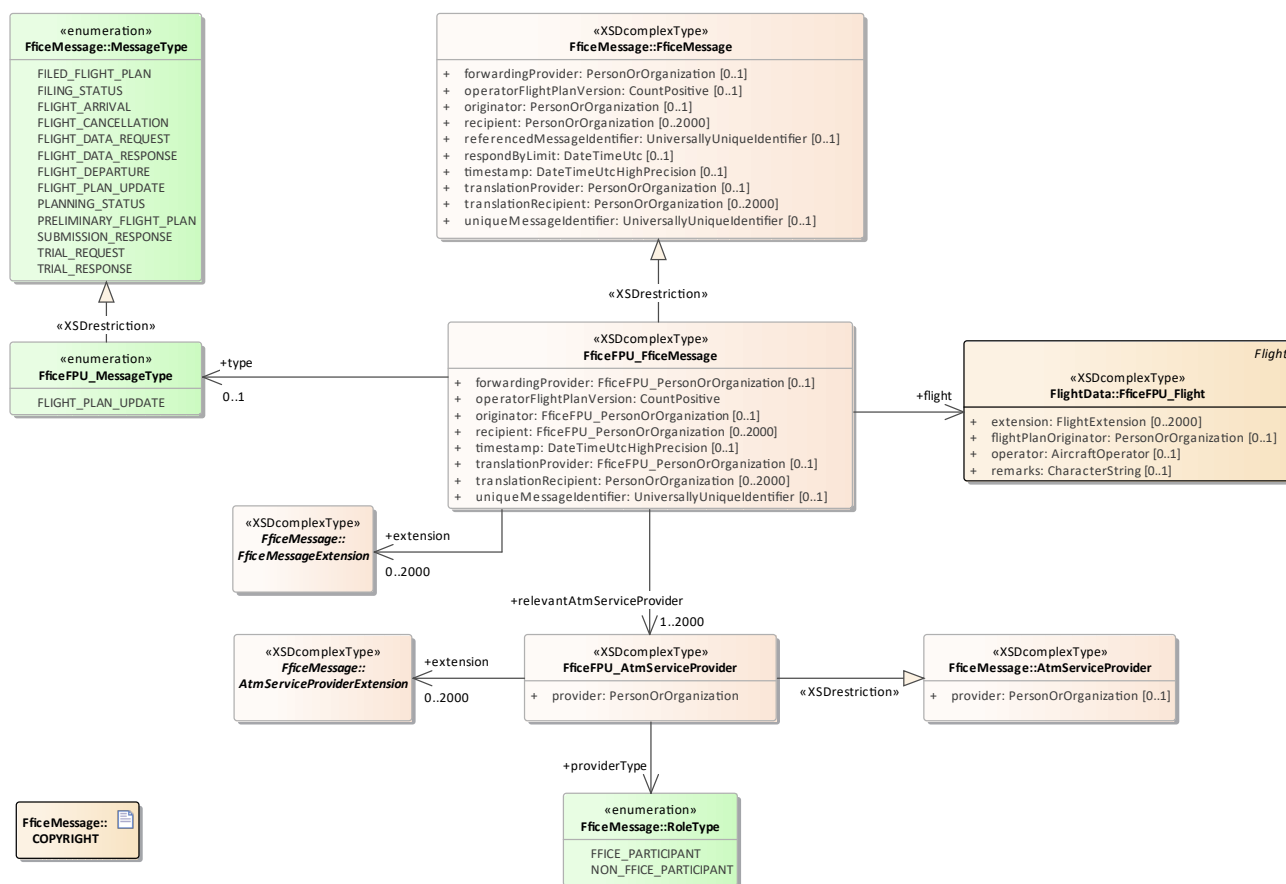 «enumeration»
FficeMessage::MessageType
FILED_FLIGHT_PLAN
FILING_STATUS
FLIGHT_ARRIVAL
FLIGHT_CANCELLATION
FLIGHT_DATA_REQUEST
FLIGHT_DATA_RESPONSE
FLIGHT_DEPARTURE
FLIGHT_PLAN_UPDATE
PLANNING_STATUS
PRELIMINARY_FLIGHT_PLAN
SUBMISSION_RESPONSE
TRIAL_REQUEST
TRIAL_RESPONSE
«XSDcomplexType»
FficeMessage::FficeMessage
+ forwardingProvider: PersonOrOrganization [0..1]
+ operatorFlightPlanVersion: CountPositive [0..1]
+ originator: PersonOrOrganization [0..1]
+ recipient: PersonOrOrganization [0..2000]
+ referencedMessageIdentifier: UniversallyUniqueIdentifier [0..1]
+ respondByLimit: DateTimeUtc [0..1]
+ timestamp: DateTimeUtcHighPrecision [0..1]
+ translationProvider: PersonOrOrganization [0..1]
+ translationRecipient: PersonOrOrganization [0..2000]
+ uniqueMessageIdentifier: UniversallyUniqueIdentifier [0..1]
«XSDrestriction»
«XSDrestriction»
«enumeration»
FficeFPU_MessageType
FLIGHT_PLAN_UPDATE
+type
0..1
«XSDcomplexType»
FficeFPU_FficeMessage
+ forwardingProvider: FficeFPU_PersonOrOrganization [0..1]
+ operatorFlightPlanVersion: CountPositive
+ originator: FficeFPU_PersonOrOrganization [0..1]
+ recipient: FficeFPU_PersonOrOrganization [0..2000]
+ timestamp: DateTimeUtcHighPrecision [0..1]
+ translationProvider: FficeFPU_PersonOrOrganization [0..1]
+ translationRecipient: PersonOrOrganization [0..2000]
+ uniqueMessageIdentifier: UniversallyUniqueIdentifier [0..1]
+flight
Flight
«XSDcomplexType»
FlightData::FficeFPU_Flight
+ extension: FlightExtension [0..2000]
+ flightPlanOriginator: PersonOrOrganization [0..1]
+ operator: AircraftOperator [0..1]
+ remarks: CharacterString [0..1]
«XSDcomplexType»
FficeMessage::
FficeMessageExtension
+extension
0..2000
+relevantAtmServiceProvider
1..2000
«XSDcomplexType»
FficeMessage::
AtmServiceProviderExtension
+extension
0..2000
«XSDcomplexType»
FficeFPU_AtmServiceProvider
+ provider: PersonOrOrganization
«XSDrestriction»
«XSDcomplexType»
FficeMessage::AtmServiceProvider
+ provider: PersonOrOrganization [0..1]
+providerType
«enumeration»
FficeMessage::RoleType
FFICE_PARTICIPANT
NON_FFICE_PARTICIPANT
FficeMessage::
COPYRIGHT